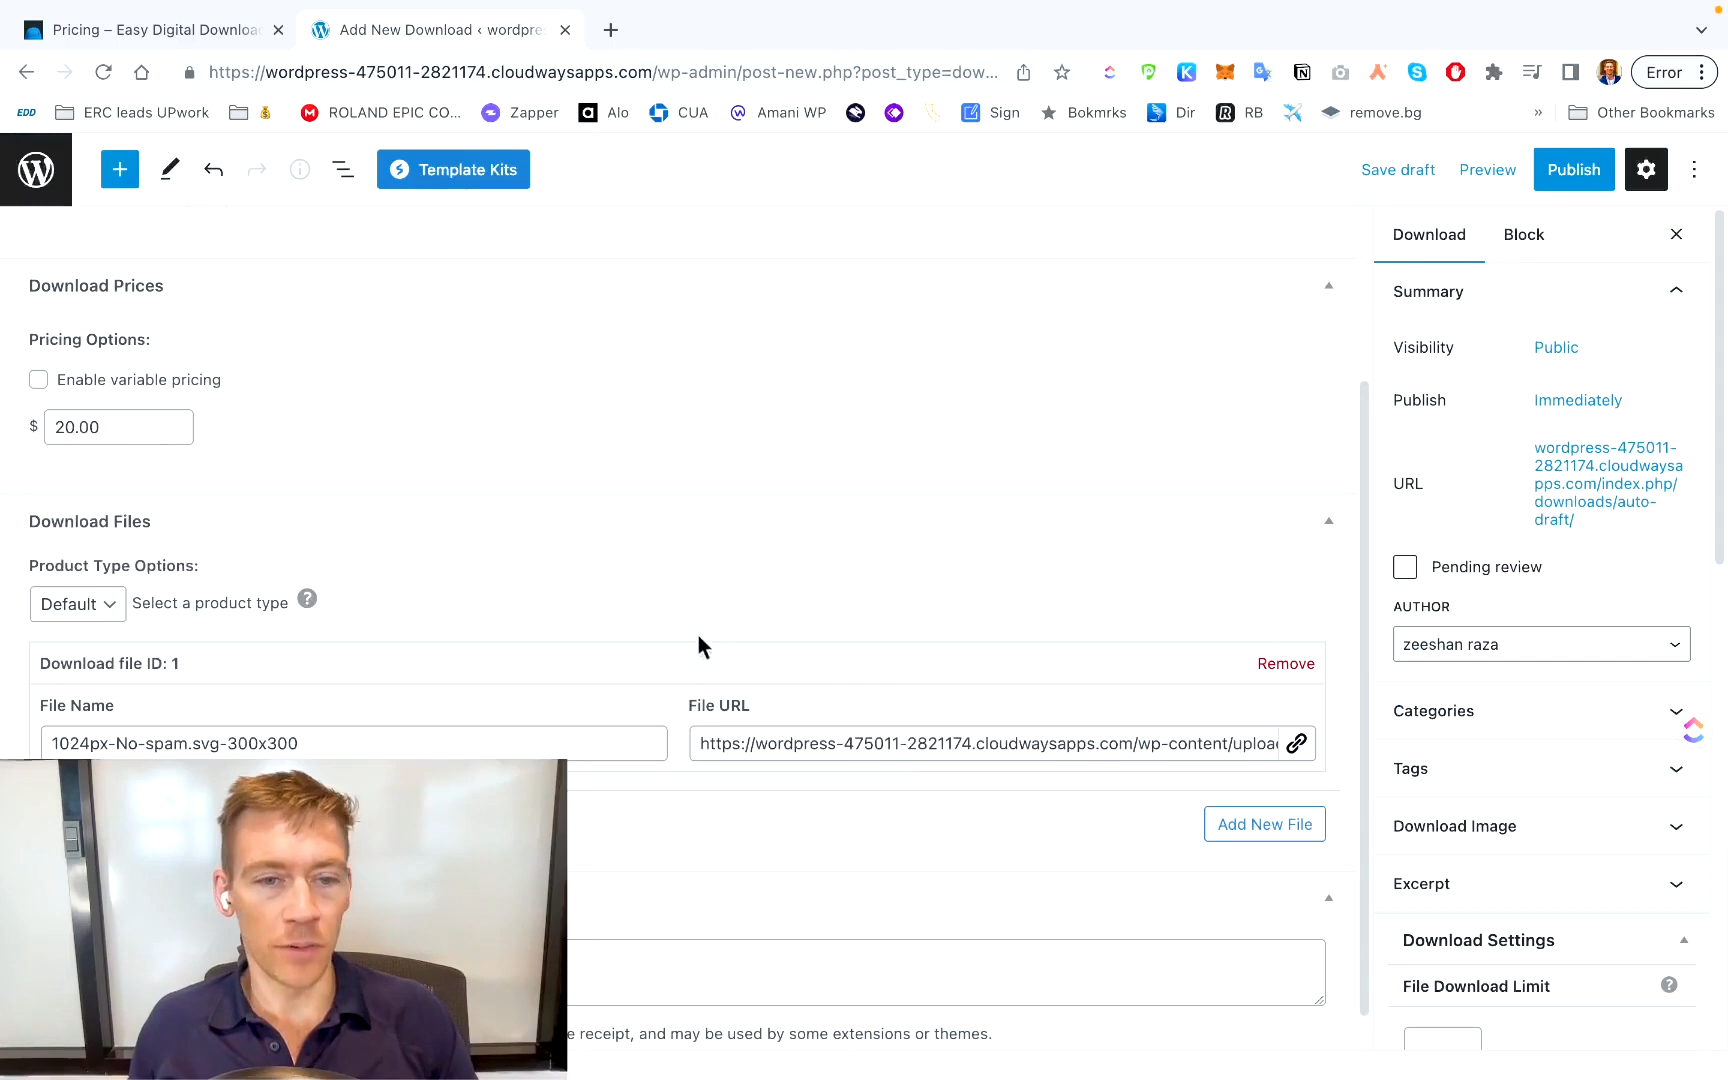 Pricing – Easy Digital Downloa
Add New Download ‹ wordpre
https://wordpress-475011-2821174.cloudwaysapps.com/wp-admin/post-new.php?post_type=dow...
Error
EDD
ERC leads UPwork
ROLAND EPIC CO...
Zapper
Alo
CUA
Amani WP
Sign
Bokmrks
Dir
RB
remove.bg
»
Other Bookmarks
Template Kits
Save draft
Preview
Publish
Download
Block
Download Prices
Pricing Options:
Enable variable pricing
$ 20.00
Download Files
Product Type Options:
Default
Select a product type
Download file ID: 1
Remove
File Name
File URL
1024px-No-spam.svg-300x300
https://wordpress-475011-2821174.cloudwaysapps.com/wp-content/uploa
Add New File
e receipt, and may be used by some extensions or themes.
Summary
Visibility
Public
Publish
Immediately
URL
wordpress-475011-
2821174.cloudwaysa
pps.com/index.php/
downloads/auto-
draft/
Pending review
AUTHOR
zeeshan raza
Categories
Tags
Download Image
Excerpt
Download Settings
File Download Limit